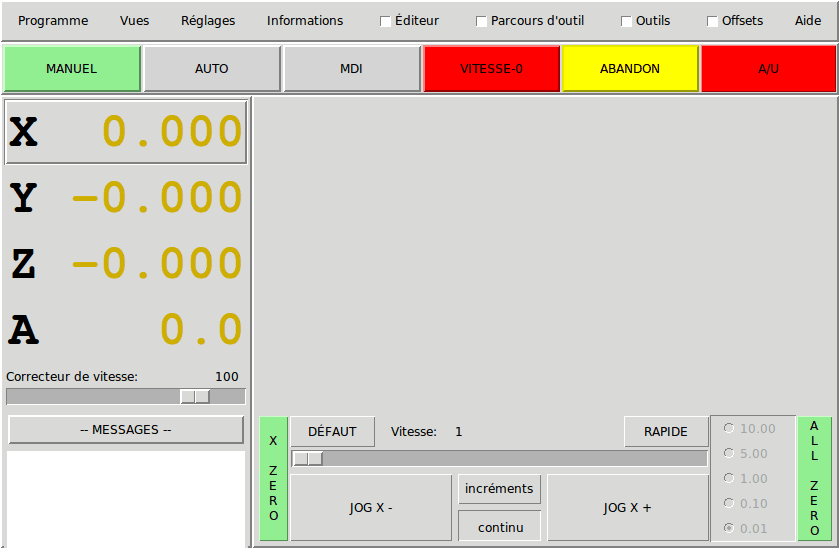 Programme Vues Réglages Informations Éditeur Parcours d'outil Outils Offsets Aide
MANUEL AUTO MDI VITESSE-0 ABANDON A/U
X 0.000
Y -0.000
Z -0.000
A 0.0
Correcteur de vitesse: 100
-- MESSAGES --
X ZERO
DÉFAUT Vitesse: 1 RAPIDE
JOG X - incréments JOG X +
continu
10.00
5.00
1.00
0.10
0.01
ALL ZERO